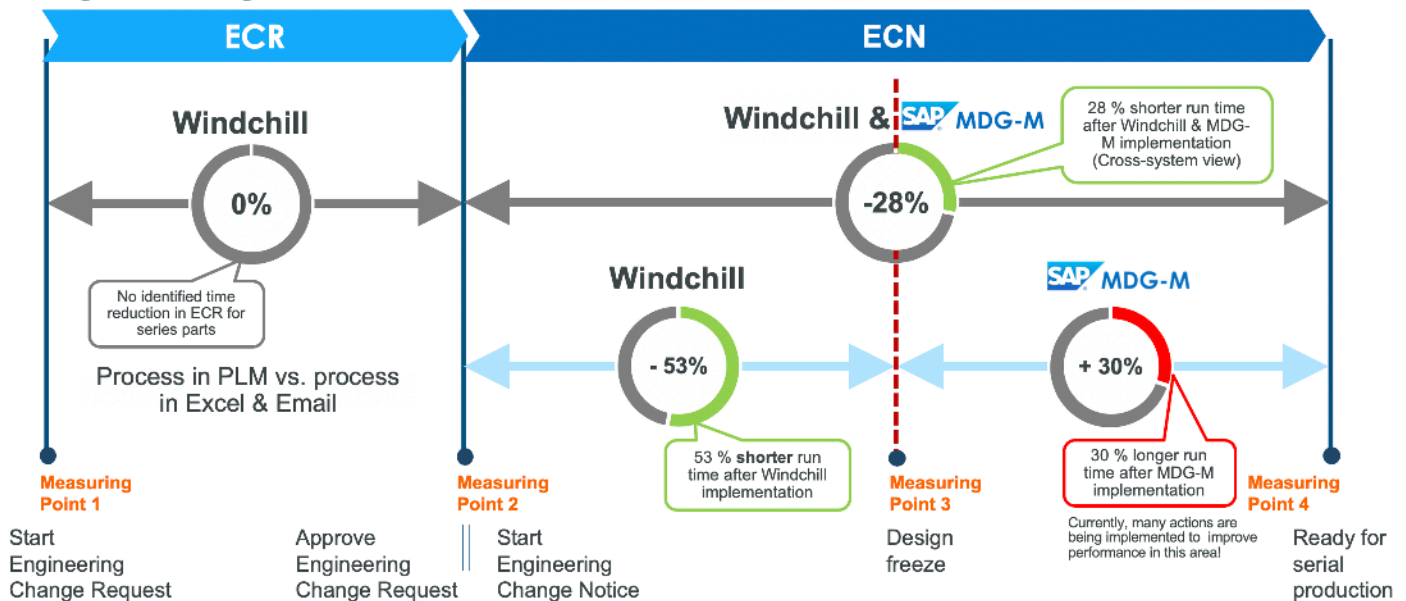 ECR
ECN
Windchill
0%
No identified time
reduction in ECR for
series parts
Process in PLM vs. process
in Excel & Email
Windchill & SAP MDG-M
-28%
28 % shorter run time
after Windchill & MDG-
M implementation
(Cross-system view)
Windchill
- 53%
53 % shorter run
time after Windchill
implementation
SAP MDG-M
+ 30%
30 % longer run
time after MDG-M
implementation
Currently, many actions are
being implemented to improve
performance in this area!
Measuring
Point 1
Start
Engineering
Change Request
Approve
Engineering
Change Request
Measuring
Point 2
Start
Engineering
Change Notice
Measuring
Point 3
Design
freeze
Measuring
Point 4
Ready for
serial
production